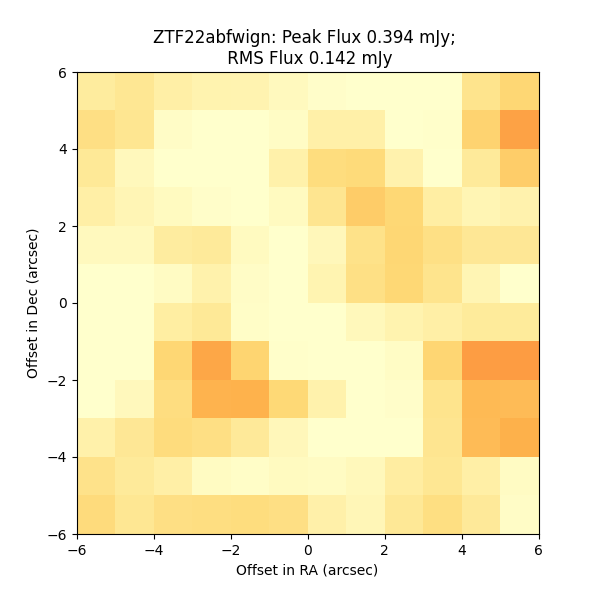 ZTF22abfwign: Peak Flux 0.394 mJy;
RMS Flux 0.142 mJy
6
4
2
0
−2
−4
−6
Offset in Dec (arcsec)
−6 −4 −2 0 2 4 6
Offset in RA (arcsec)